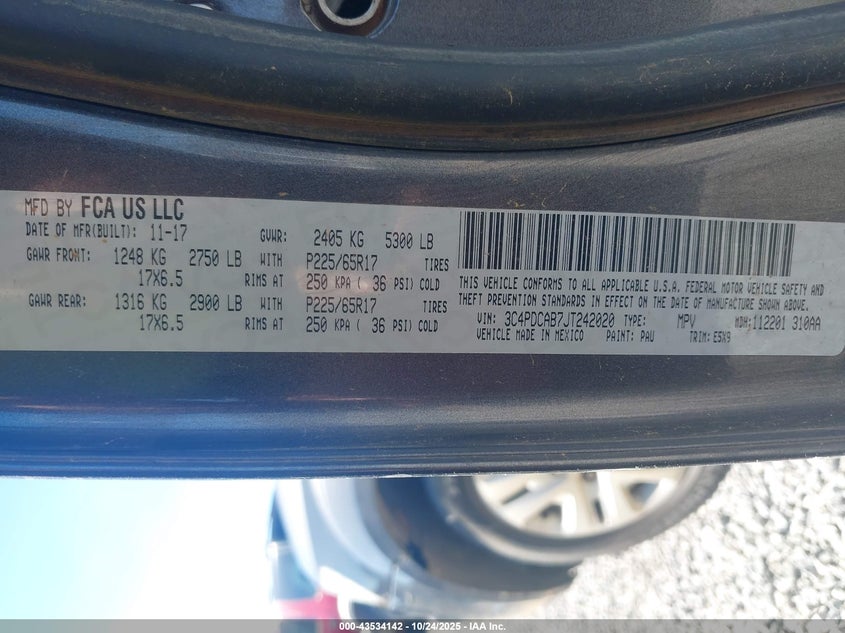 MFD BY FCA US LLC
DATE OF MFR(BUILT): 11-17 GVWR: 2405 KG 5300 LB
GAWR FRONT: 1248 KG 2750 LB WITH P225/65R17 TIRES
17X6.5 RIMS AT 250 KPA ( 36 PSI) COLD
GAWR REAR: 1316 KG 2900 LB WITH P225/65R17 TIRES
17X6.5 RIMS AT 250 KPA ( 36 PSI) COLD
THIS VEHICLE CONFORMS TO ALL APPLICABLE U.S.A. FEDERAL MOTOR VEHICLE SAFETY AND
THEFT PREVENTION STANDARDS IN EFFECT ON THE DATE OF MANUFACTURE SHOWN ABOVE.
VIN: 3C4PDCAB7JT242020 TYPE: MPV MDH:112201 310AA
VEHICLE MADE IN MEXICO PAINT: PAU TRIM: E5X9
000-43534142 - 10/24/2025 - IAA Inc.